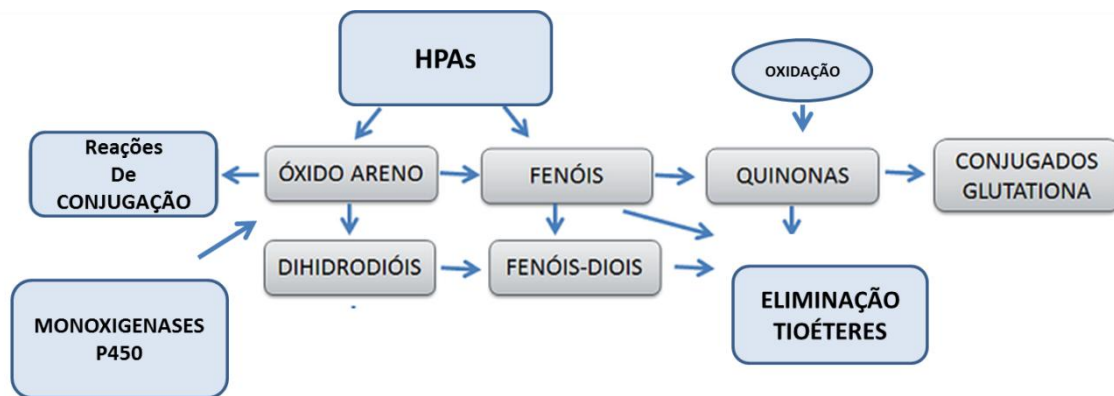 HPAs
OXIDAÇÃO
Reações
De
CONJUGAÇÃO
ÓXIDO ARENO
FENÓIS
QUINONAS
CONJUGADOS
GLUTATIONA
DIHIDRODIÓIS
FENÓIS-DIOIS
MONOXIGENASES
P450
ELIMINAÇÃO
TIOÉTERES